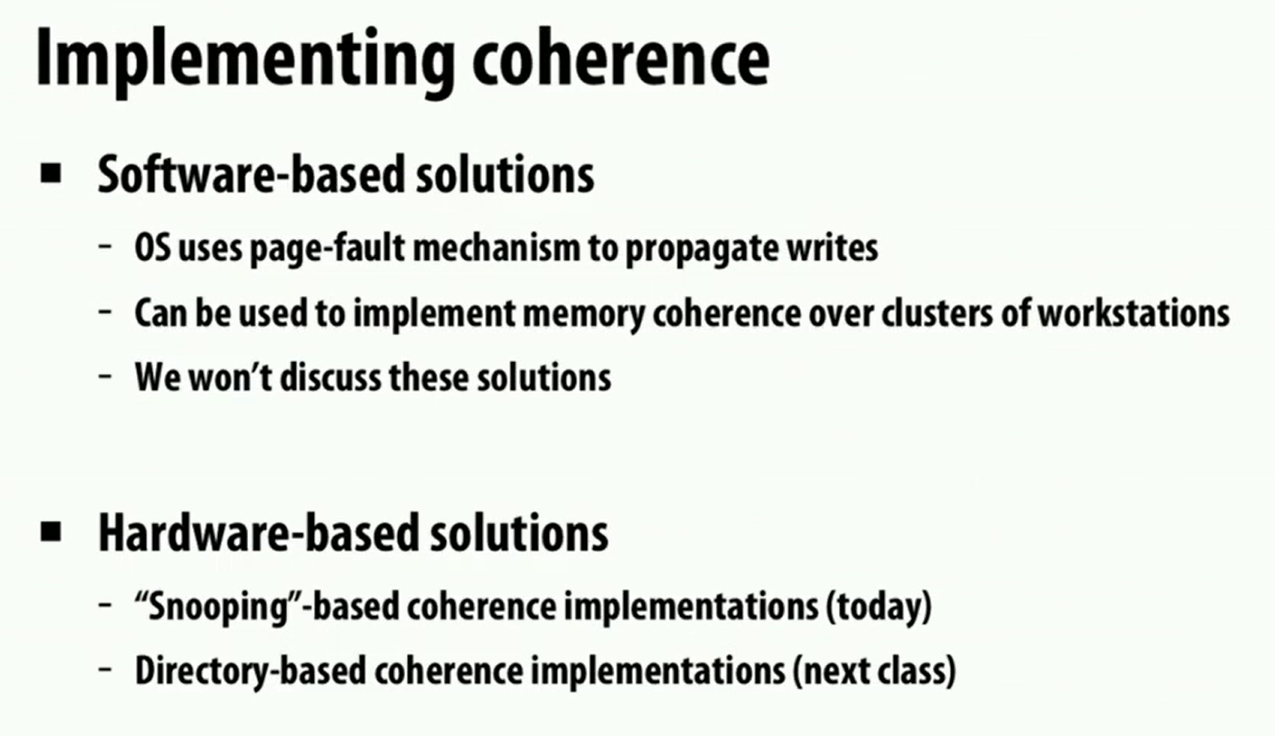 Implementing coherence
■ Software-based solutions
– OS uses page-fault mechanism to propagate writes
– Can be used to implement memory coherence over clusters of workstations
– We won’t discuss these solutions
■ Hardware-based solutions
– “Snooping”-based coherence implementations (today)
– Directory-based coherence implementations (next class)